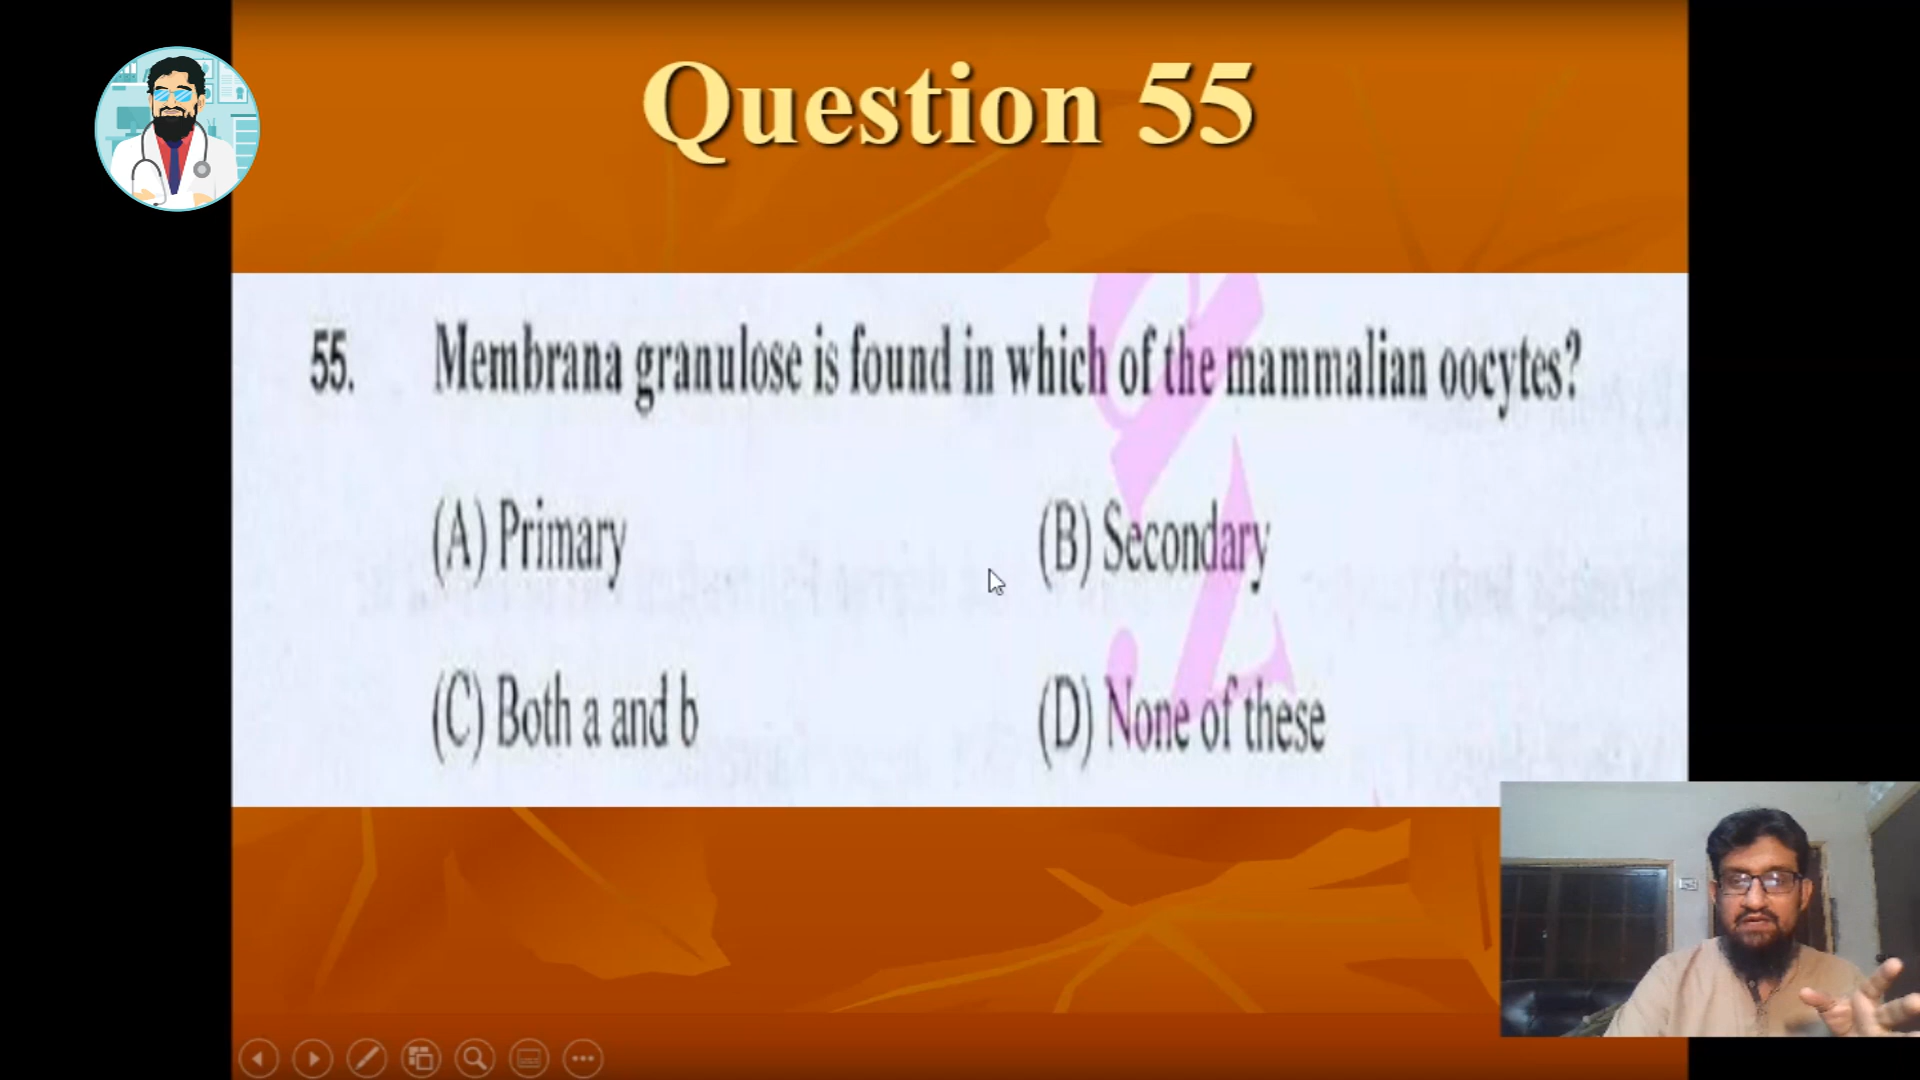 Question 55
55. Membrana granulose is found in which of the mammalian oocytes?
(A) Primary (B) Secondary
(C) Both a and b (D) None of these